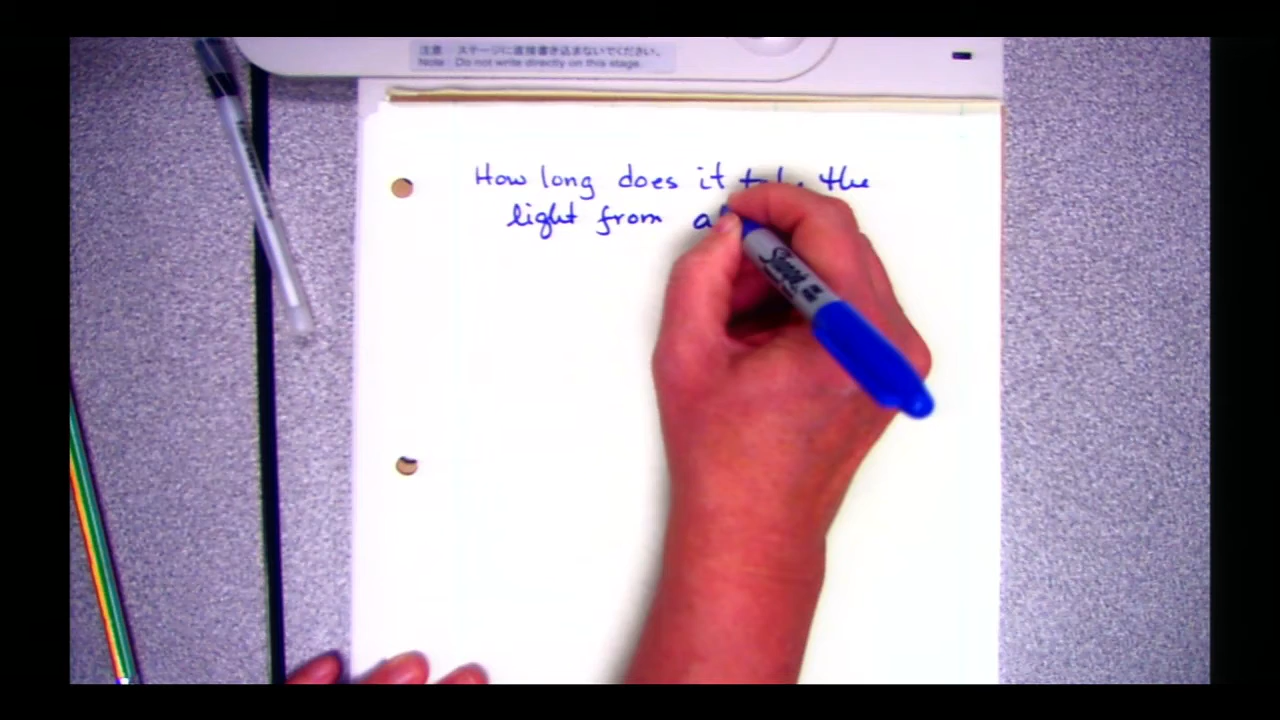 注意 : ステージに直接書き込まないでください。
Note : Do not write directly on this stage.
How long does it the
light from
Sharpie